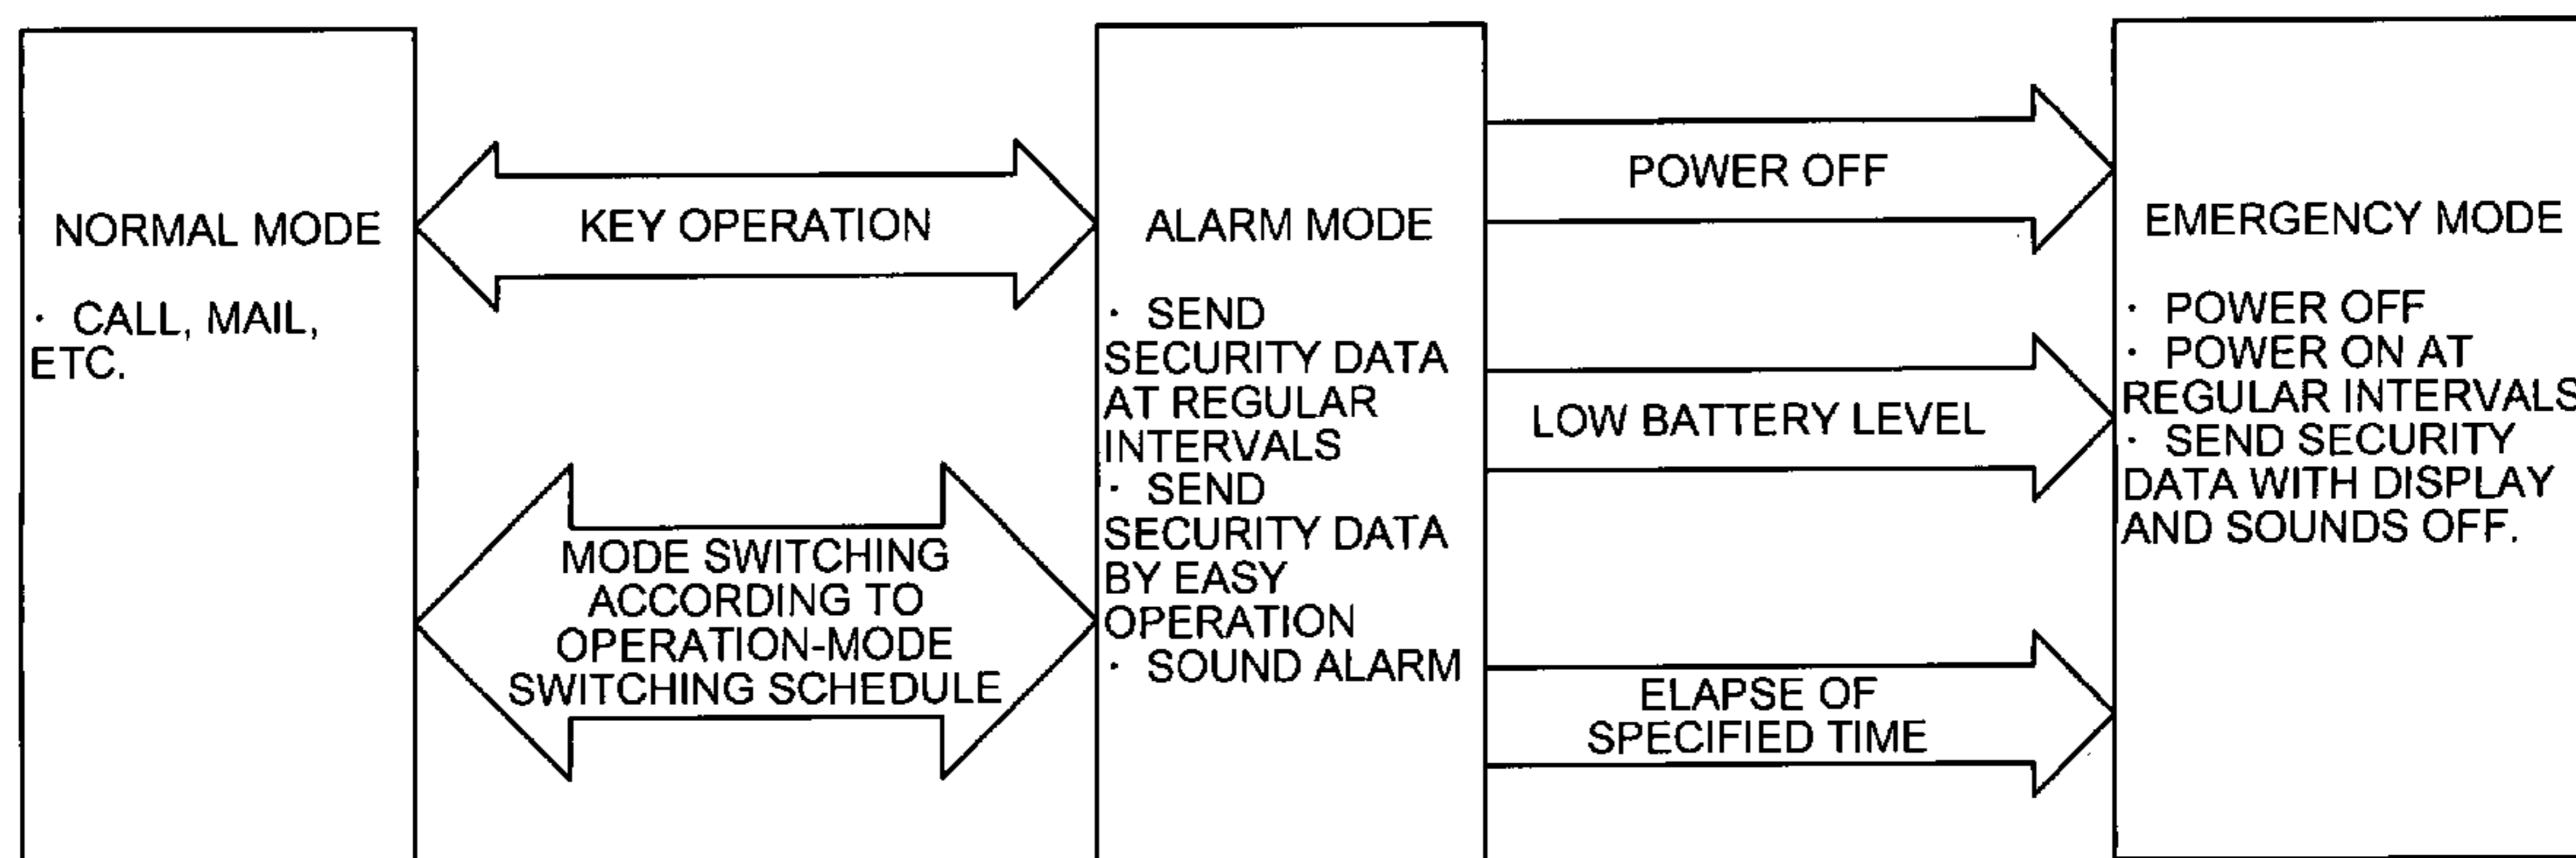 NORMAL MODE
· CALL, MAIL,
ETC.
KEY OPERATION
MODE SWITCHING
ACCORDING TO
OPERATION-MODE
SWITCHING SCHEDULE
ALARM MODE
· SEND
SECURITY DATA
AT REGULAR
INTERVALS
· SEND
SECURITY DATA
BY EASY
OPERATION
· SOUND ALARM
POWER OFF
LOW BATTERY LEVEL
ELAPSE OF
SPECIFIED TIME
EMERGENCY MODE
· POWER OFF
· POWER ON AT
REGULAR INTERVALS
· SEND SECURITY
DATA WITH DISPLAY
AND SOUNDS OFF.